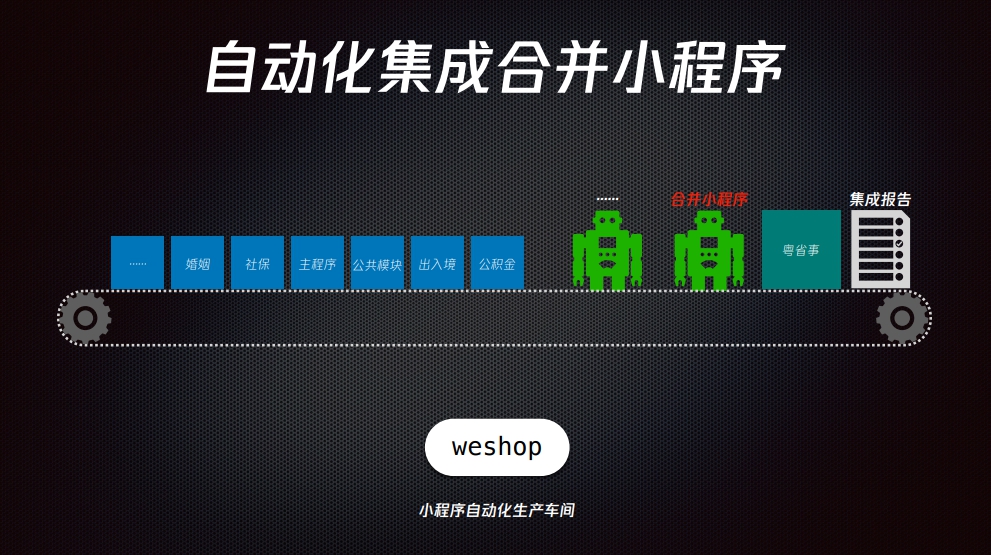 自动化集成合并小程序
......
合并小程序
集成报告
......
婚姻
社保
主程序
公共模块
出入境
公积金
粤省事
weshop
小程序自动化生产车间